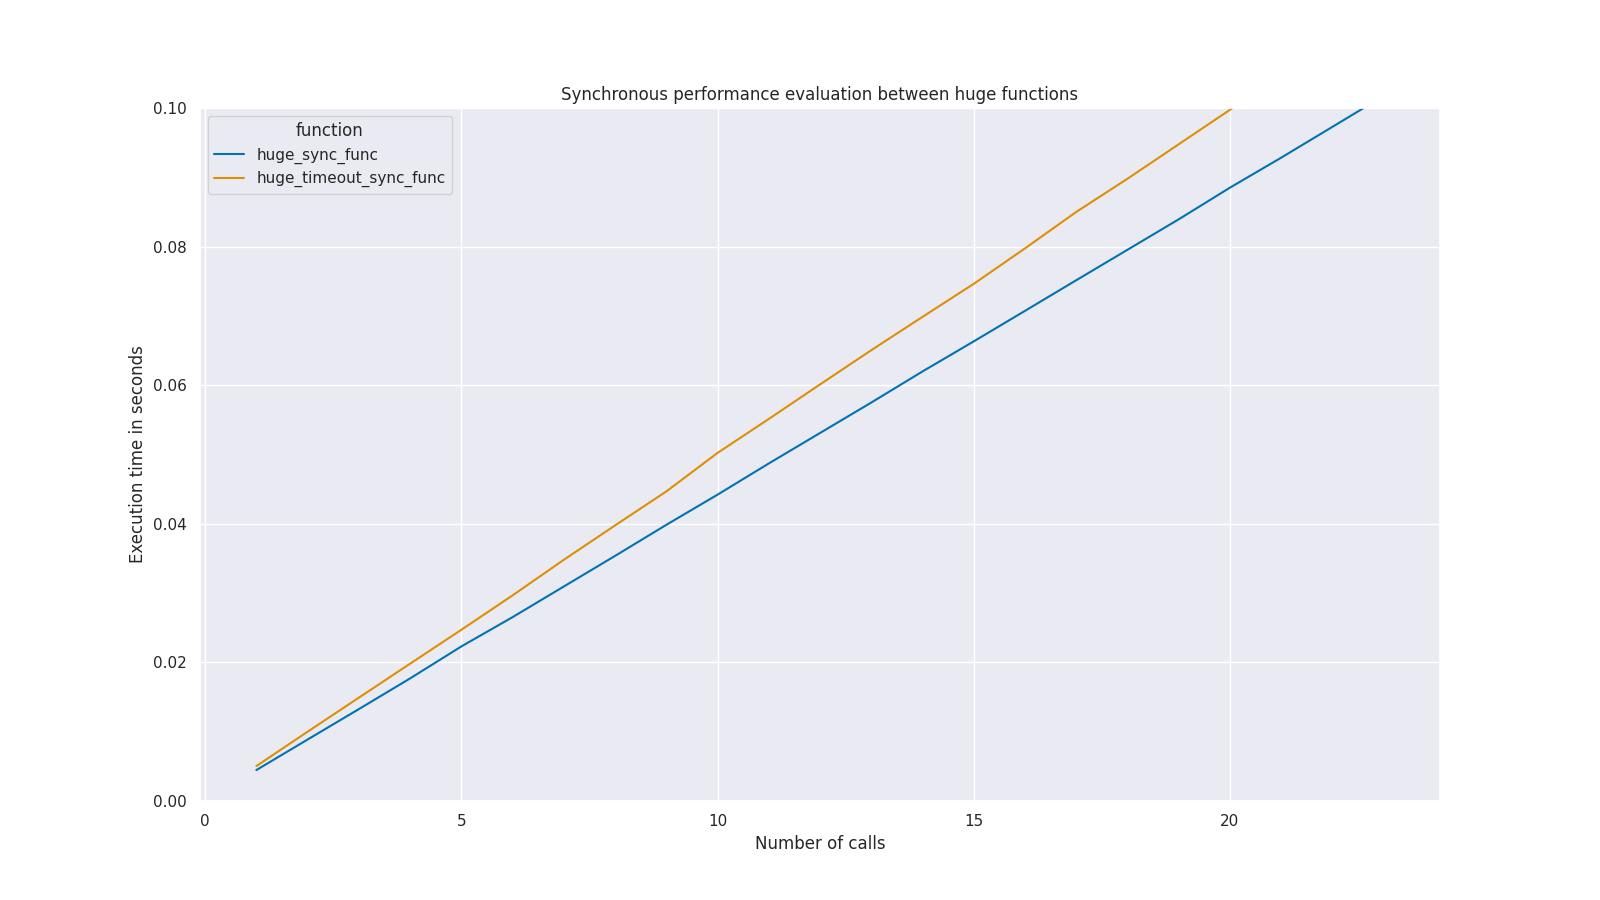 Synchronous performance evaluation between huge functions
function
huge_sync_func
huge_timeout_sync_func
Execution time in seconds
0.10
0.08
0.06
0.04
0.02
0.00
0 5 10 15 20
Number of calls